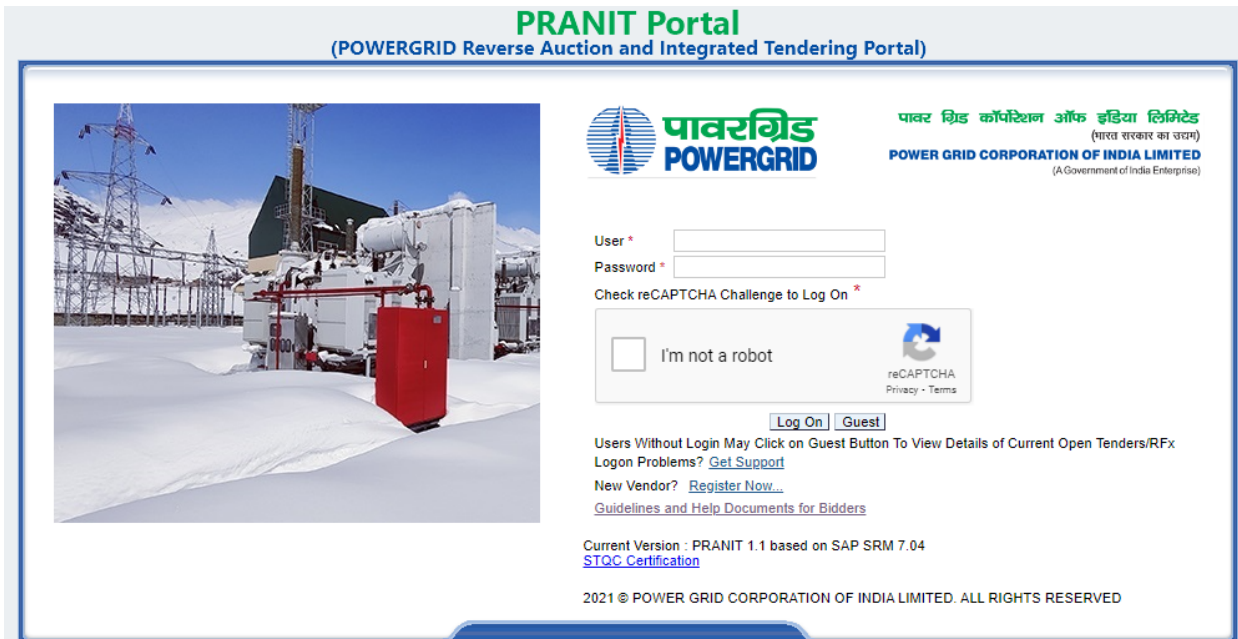 PRANIT Portal
(POWERGRID Reverse Auction and Integrated Tendering Portal)
पावरग्रिड
POWERGRID
पावर ग्रिड कॉर्पोरेशन ऑफ इंडिया लिमिटेड
(भारत सरकार का उद्यम)
POWER GRID CORPORATION OF INDIA LIMITED
(A Government of India Enterprise)
User *
Password *
Check reCAPTCHA Challenge to Log On *
I'm not a robot
reCAPTCHA
Privacy - Terms
Log On Guest
Users Without Login May Click on Guest Button To View Details of Current Open Tenders/RFx
Logon Problems? Get Support
New Vendor? Register Now...
Guidelines and Help Documents for Bidders
Current Version : PRANIT 1.1 based on SAP SRM 7.04
STQC Certification
2021 © POWER GRID CORPORATION OF INDIA LIMITED. ALL RIGHTS RESERVED